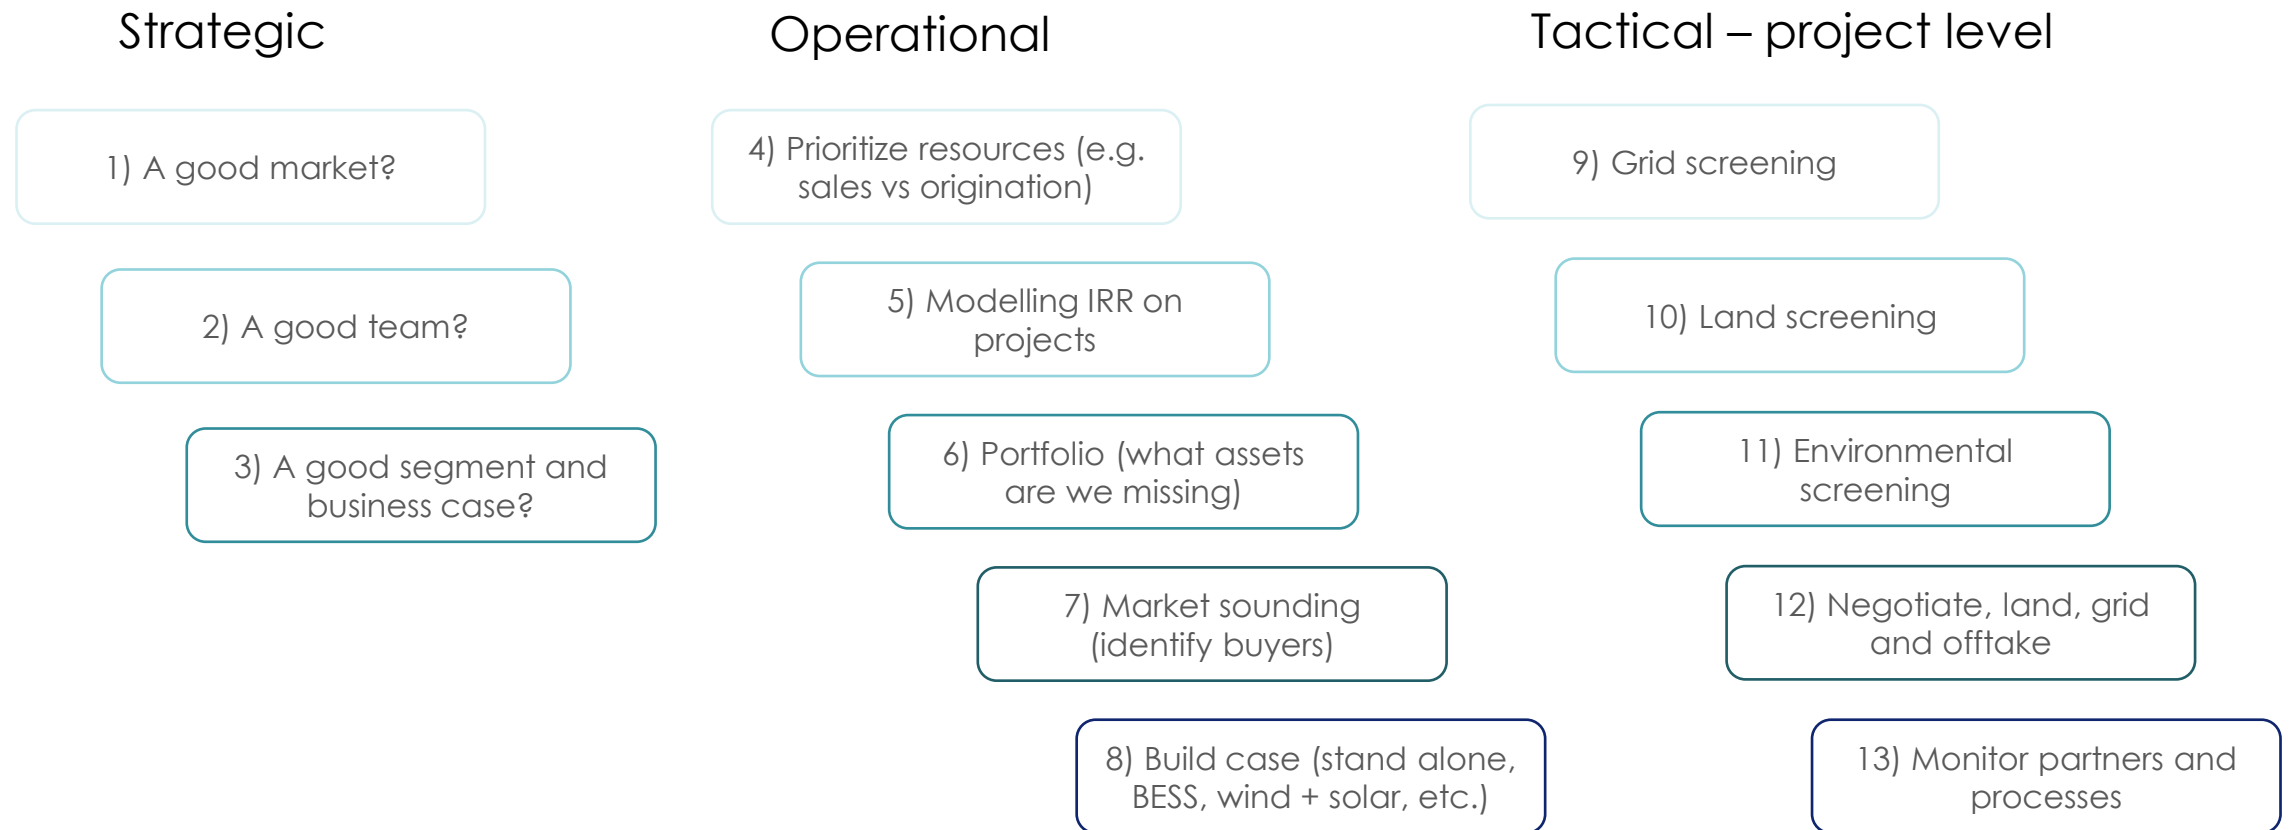 Strategic
Operational
Tactical – project level
1) A good market?
2) A good team?
3) A good segment and
business case?
4) Prioritize resources (e.g.
sales vs origination)
5) Modelling IRR on
projects
6) Portfolio (what assets
are we missing)
7) Market sounding
(identify buyers)
8) Build case (stand alone,
BESS, wind + solar, etc.)
9) Grid screening
10) Land screening
11) Environmental
screening
12) Negotiate, land, grid
and offtake
13) Monitor partners and
processes